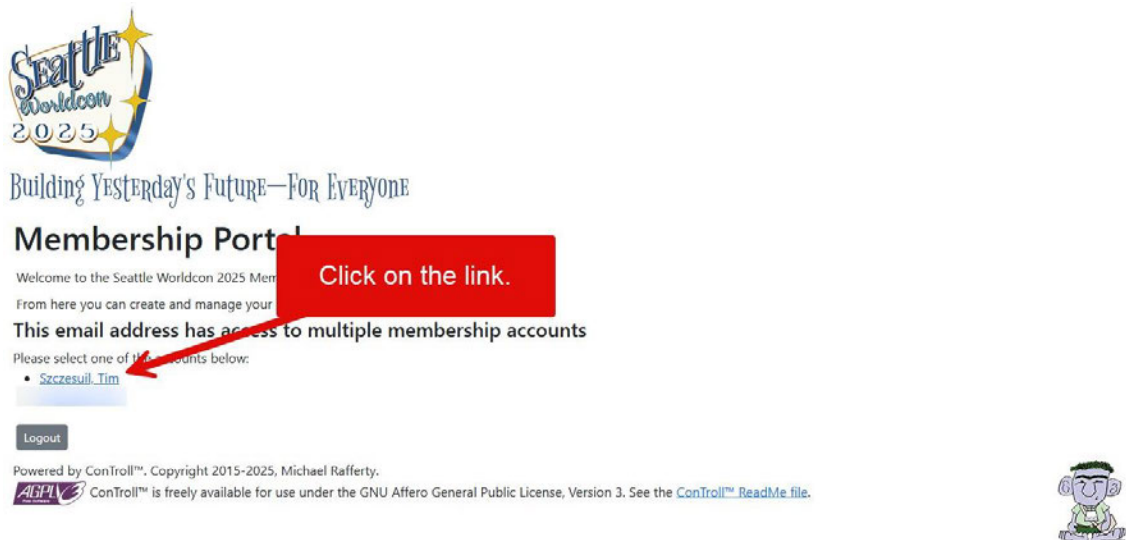 Seattle
Worldcon
2025
Building Yesterday's Future—For Everyone
Membership Port
Welcome to the Seattle Worldcon 2025 Mem
Click on the link.
From here you can create and manage your
This email address has access to multiple membership accounts
Please select one of the accounts below:
• Szczesuil, Tim
Logout
Powered by ConTroll™. Copyright 2015-2025, Michael Rafferty.
AGPLv3 ConTroll™ is freely available for use under the GNU Affero General Public License, Version 3. See the ConTroll™ ReadMe file.